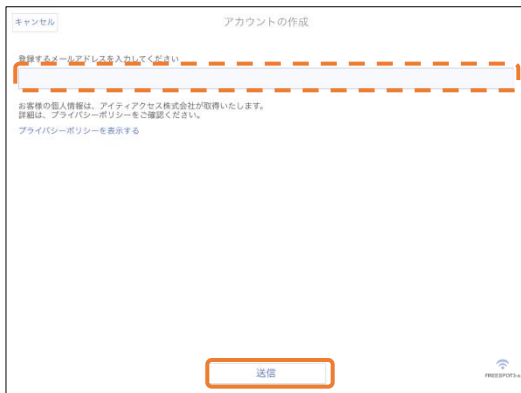 キャンセル
アカウントの作成
登録するメールアドレスを入力してください
お客様の個人情報は、アイティアクセス株式会社が取得いたします。
詳細は、プライバシーポリシーをご確認ください。
プライバシーポリシーを表示する
送信